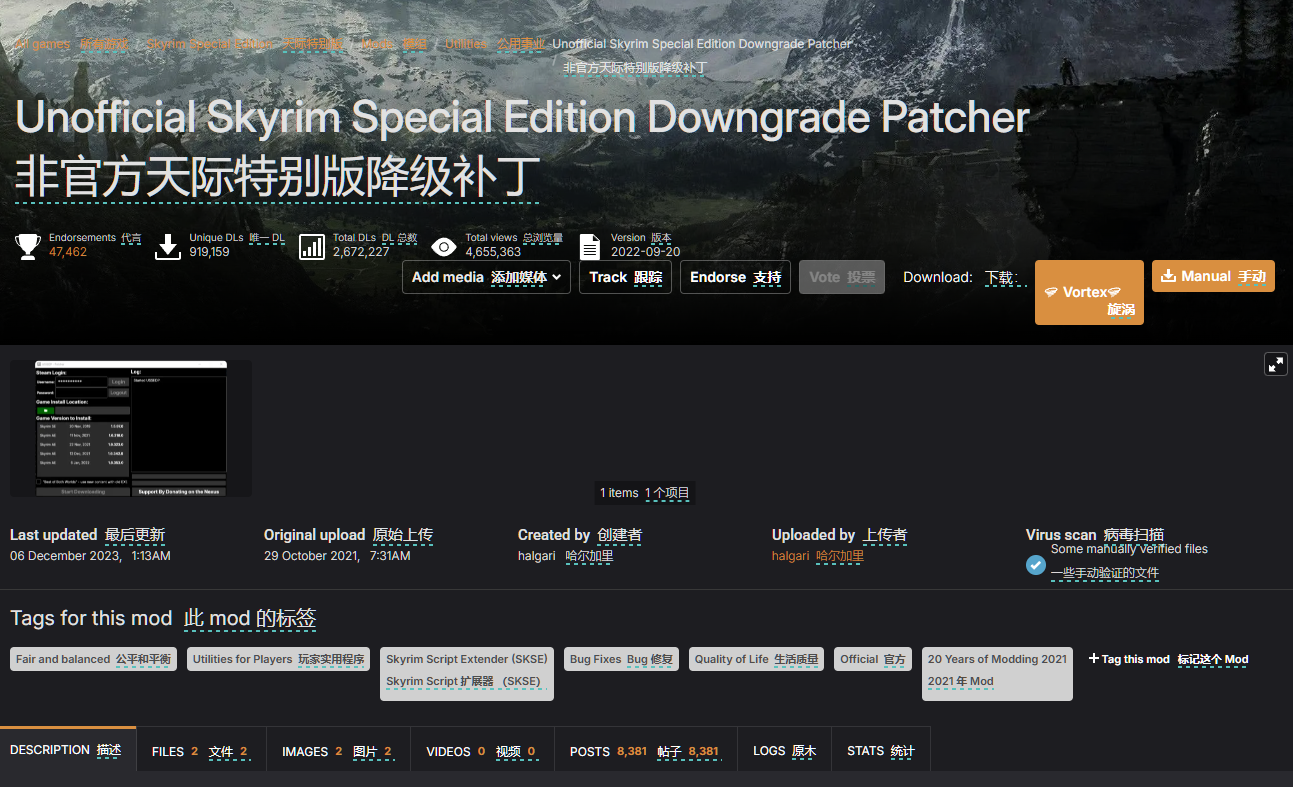 All games 所有游戏 / Skyrim Special Edition 天际特别版 / Mods 模组 / Utilities 公用事业 Unofficial Skyrim Special Edition Downgrade Patcher
/ 非官方天际特别版降级补丁
Unofficial Skyrim Special Edition Downgrade Patcher
非官方天际特别版降级补丁
Endorsements 代言 Unique DLs 唯一 DL Total DLs DL 总数 Total views 总浏览量 Version 版本
47,462 919,159 2,672,227 4,655,363 2022-09-20
Add media 添加媒体 Track 跟踪 Endorse 支持 Vote 投票 Download: 下载: Vortex 旋涡 Manual 手动
Steam Login: Log:
Username: ********** Login
Password: Logout
Game Install Location:
Game Version to Install:
Start Downloading Support By Donating on the Nexus
1 items 1 个项目
Last updated 最后更新 Original upload 原始上传 Created by 创建者 Uploaded by 上传者 Virus scan 病毒扫描
06 December 2023, 1:13AM 29 October 2021, 7:31AM halgari 哈尔加里 halgari 哈尔加里 Some manually verified files
一些手动验证的文件
Tags for this mod 此 mod 的标签
Fair and balanced 公平和平衡 Utilities for Players 玩家实用程序 Skyrim Script Extender (SKSE) Bug Fixes Bug 修复 Quality of Life 生活质量 Official 官方 20 Years of Modding 2021 Tag this mod 标记这个 Mod
Skyrim Script 扩展器 （SKSE） 2021 年 Mod
DESCRIPTION 描述 FILES 2 文件 2 IMAGES 2 图片 2 VIDEOS 0 视频 0 POSTS 8,381 帖子 8,381 LOGS 原木 STATS 统计